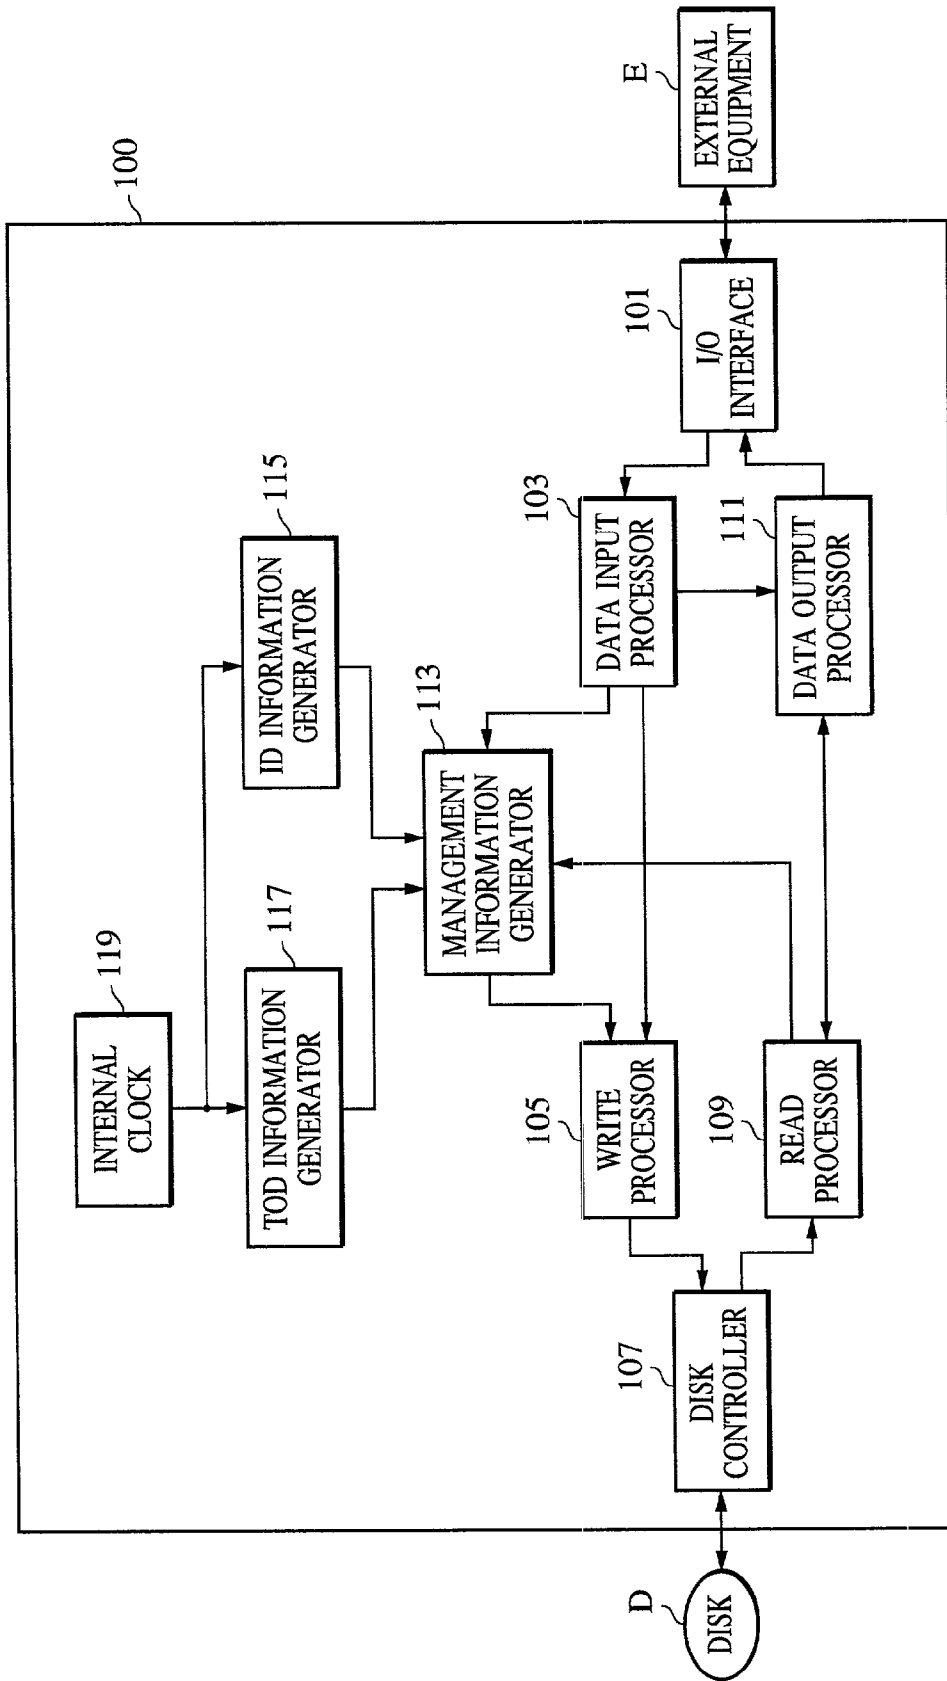 100
119
INTERNAL
CLOCK
117
TOD INFORMATION
GENERATOR
115
ID INFORMATION
GENERATOR
113
MANAGEMENT
INFORMATION
GENERATOR
D
DISK
107
DISK
CONTROLLER
105
WRITE
PROCESSOR
109
READ
PROCESSOR
103
DATA INPUT
PROCESSOR
111
DATA OUTPUT
PROCESSOR
101
I/O
INTERFACE
E
EXTERNAL
EQUIPMENT